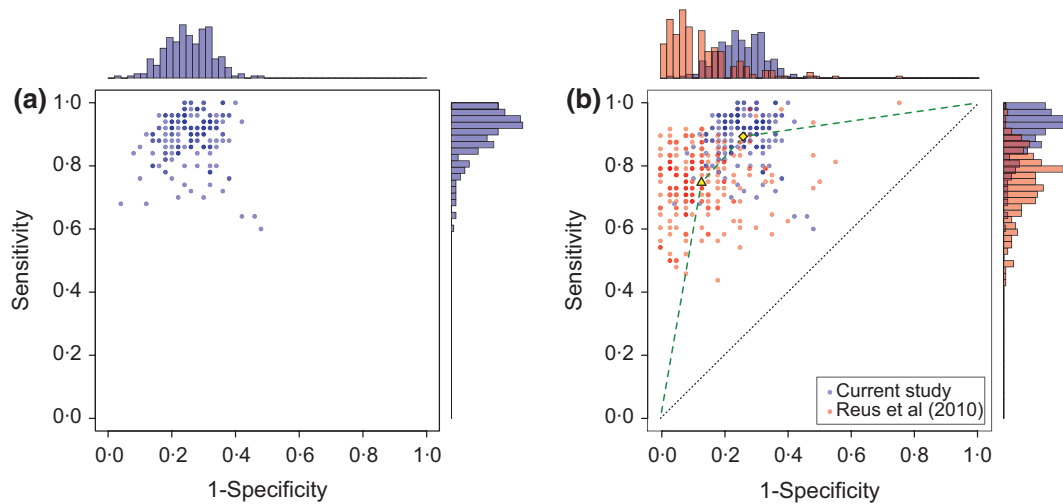 (a)
1·0
0·8
0·6
0·4
0·2
0·0
Sensitivity
0·0 0·2 0·4 0·6 0·8 1·0
1-Specificity
(b)
1·0
0·8
0·6
0·4
0·2
0·0
Sensitivity
Current study
Reus et al (2010)
0·0 0·2 0·4 0·6 0·8 1·0
1-Specificity